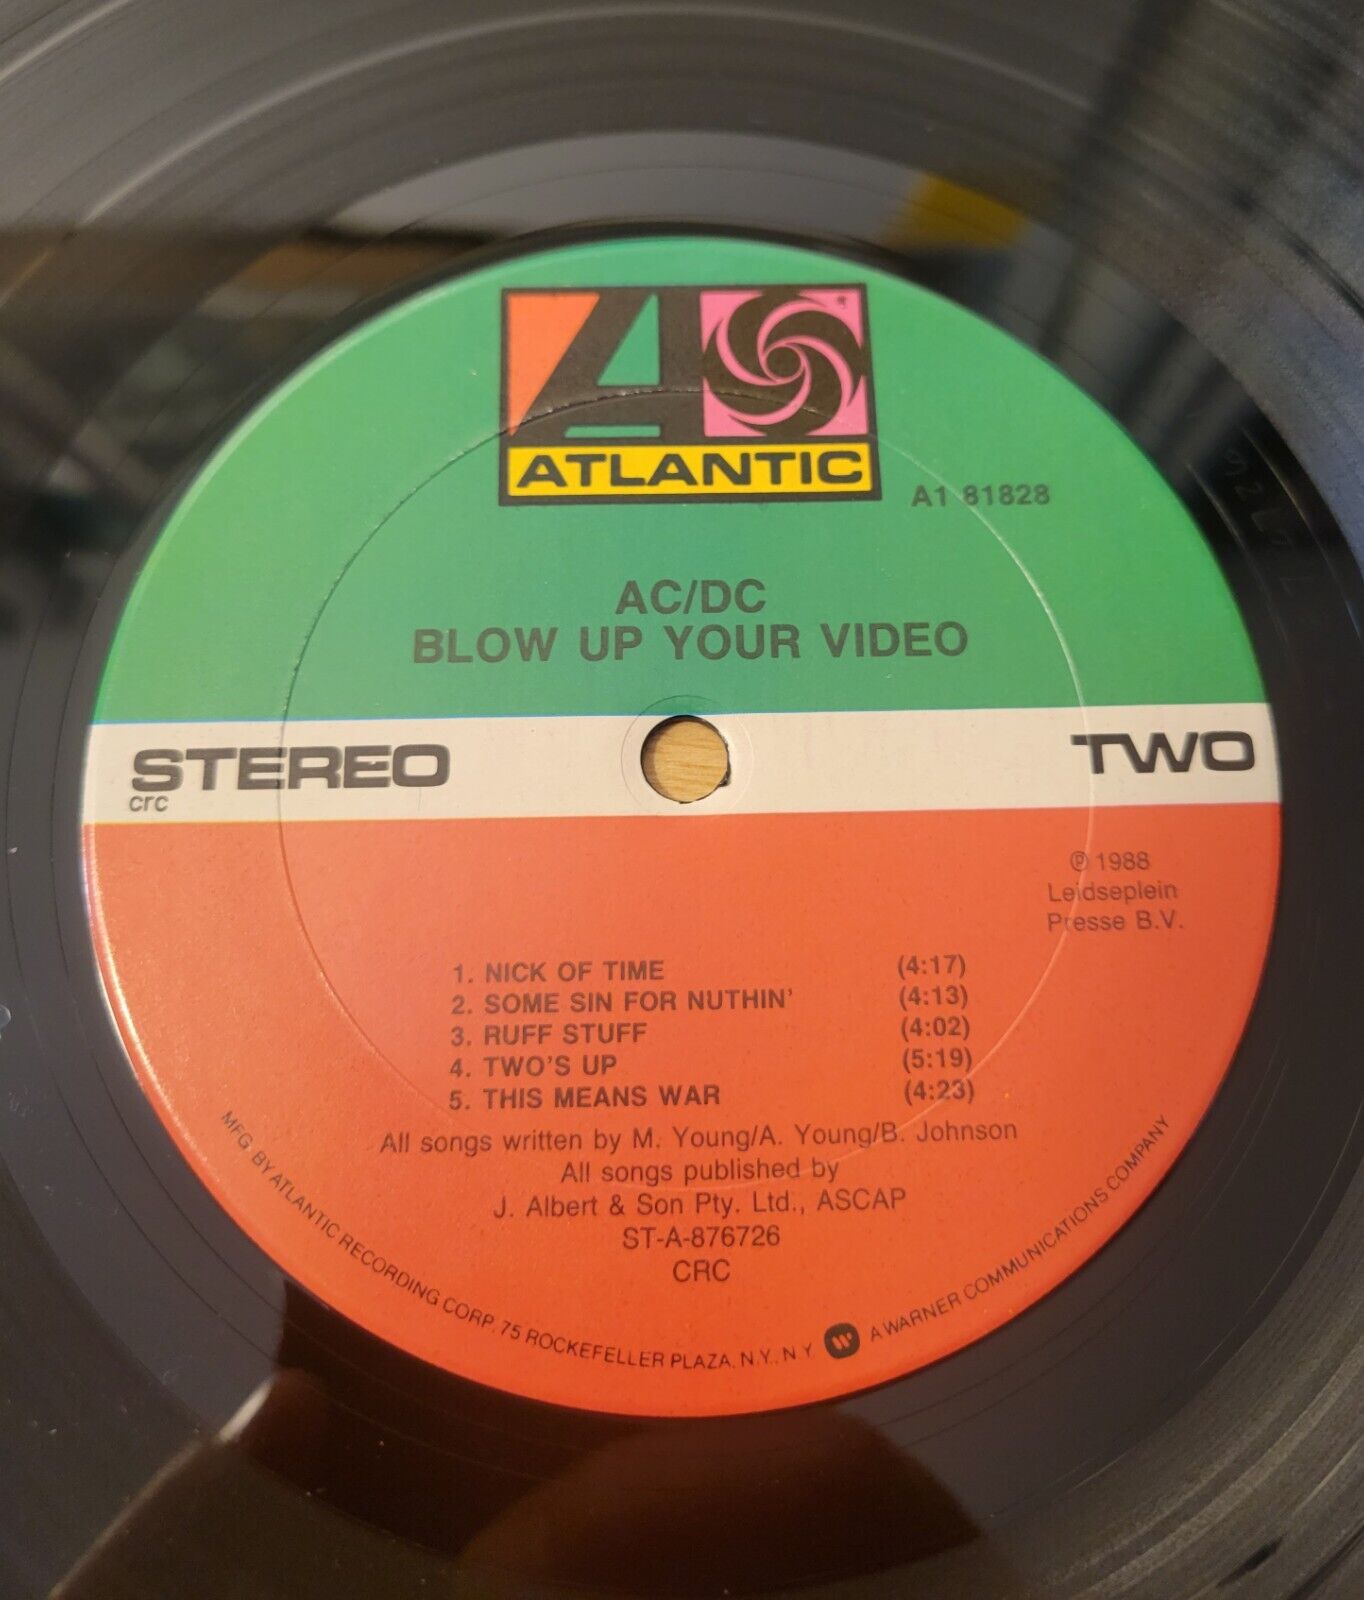 ATLANTIC
A1 81828
AC/DC
BLOW UP YOUR VIDEO
STEREO
crc
TWO
℗ 1988
Leidseplein
Presse B.V.
1. NICK OF TIME (4:17)
2. SOME SIN FOR NUTHIN' (4:13)
3. RUFF STUFF (4:02)
4. TWO'S UP (5:19)
5. THIS MEANS WAR (4:23)
All songs written by M. Young/A. Young/B. Johnson
All songs published by
J. Albert & Son Pty. Ltd., ASCAP
ST-A-876726
CRC
MFG. BY ATLANTIC RECORDING CORP. 75 ROCKEFELLER PLAZA, N.Y., N.Y. A WARNER COMMUNICATIONS COMPANY